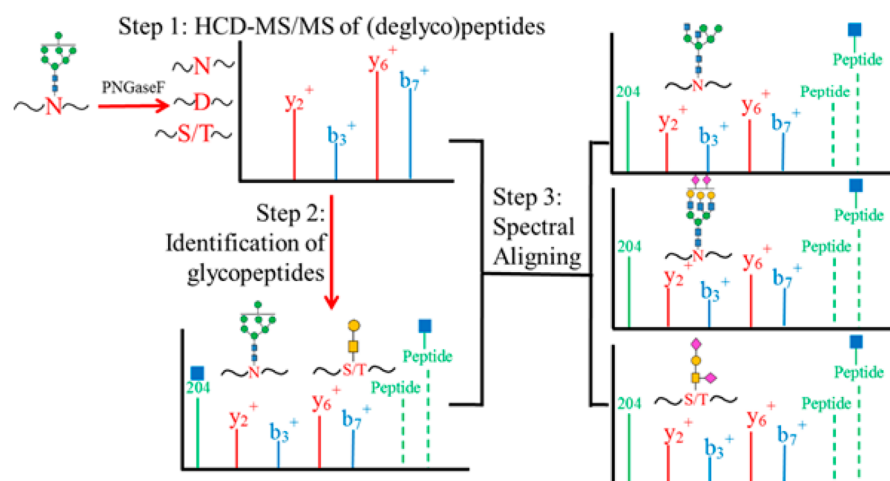 Step 1: HCD-MS/MS of (deglyco)peptides
N
PNGaseF
N
D
S/T
y2+
b3+
y6+
b7+
Step 2:
Identification of
glycopeptides
204
N
S/T
Peptide
Peptide
y2+
b3+
y6+
b7+
Step 3:
Spectral
Aligning
204
N
y2+
b3+
y6+
b7+
Peptide
Peptide
204
N
y2+
b3+
y6+
b7+
Peptide
Peptide
204
S/T
y2+
b3+
y6+
b7+
Peptide
Peptide